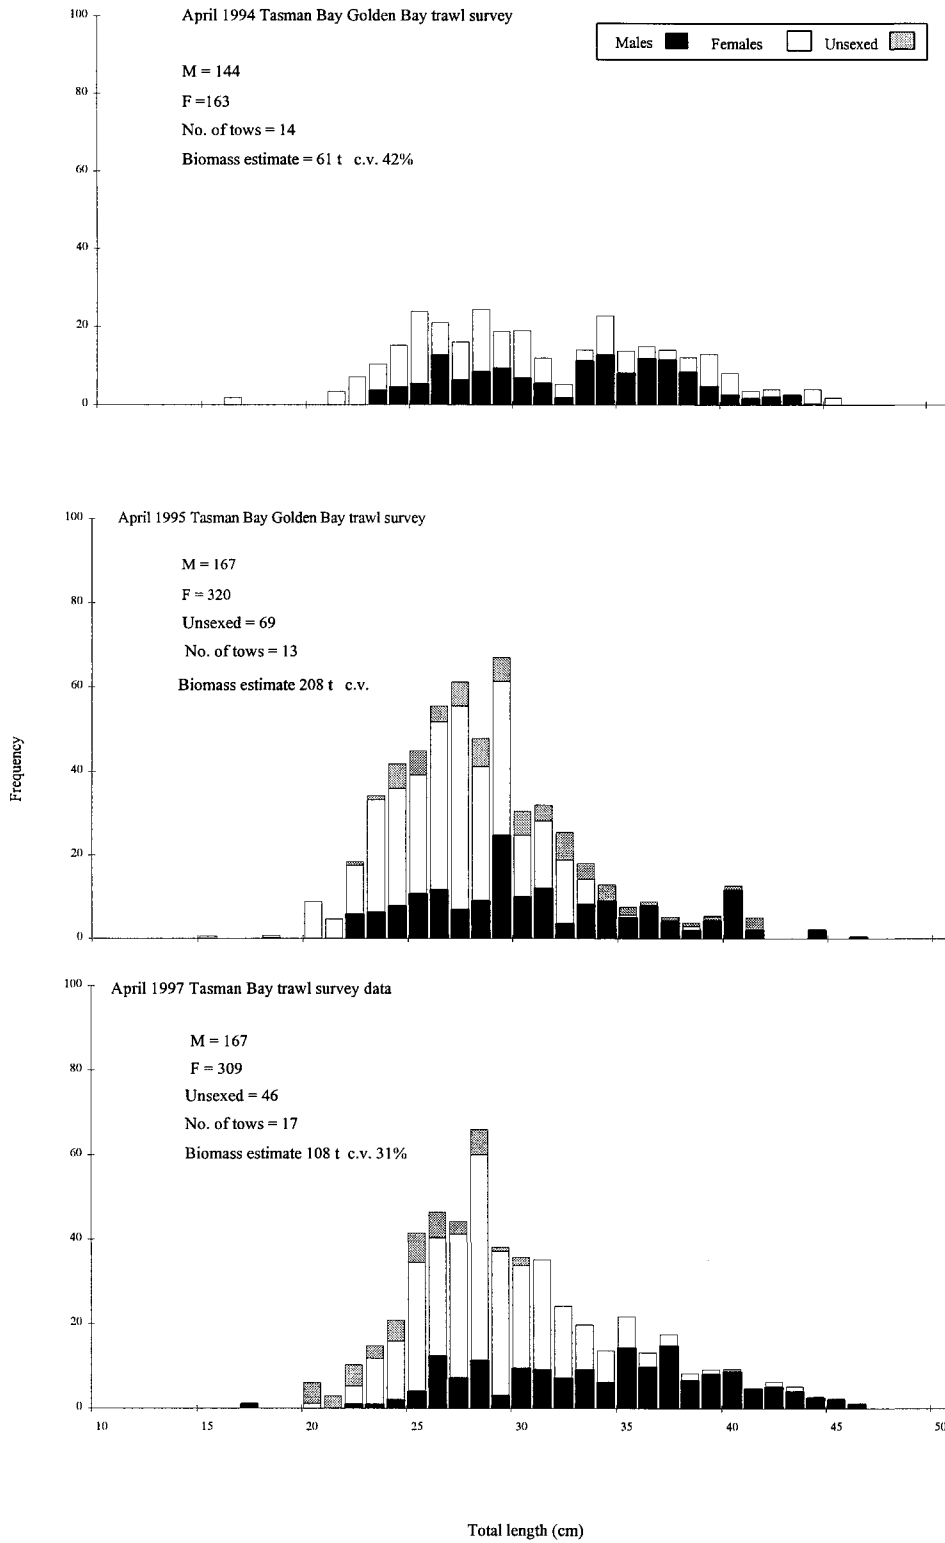 100
April 1994 Tasman Bay Golden Bay trawl survey
Males Females Unsexed
M = 144
80
F =163
No. of tows = 14
Biomass estimate = 61 t c.v. 42%
60
40
20
0
100
April 1995 Tasman Bay Golden Bay trawl survey
M = 167
80
F = 320
Unsexed = 69
No. of tows = 13
Biomass estimate 208 t c.v.
60
Frequency
40
20
0
100
April 1997 Tasman Bay trawl survey data
M = 167
80
F = 309
Unsexed = 46
No. of tows = 17
Biomass estimate 108 t c.v. 31%
60
40
20
0
10 15 20 25 30 35 40 45 50
Total length (cm)